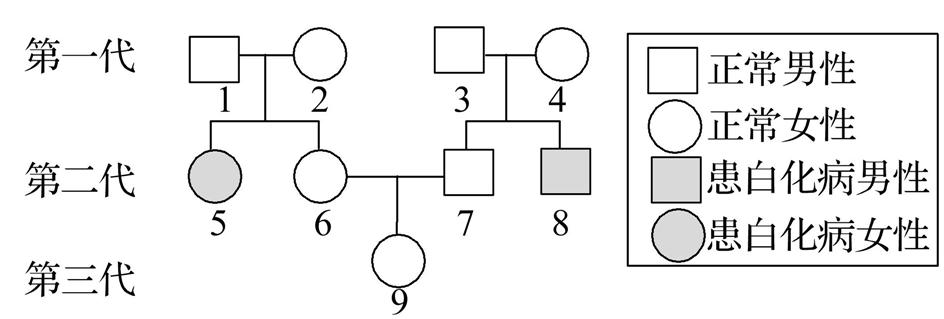 第一代
1 2 3 4
第二代
5 6 7 8
第三代
9
正常男性
正常女性
患白化病男性
患白化病女性